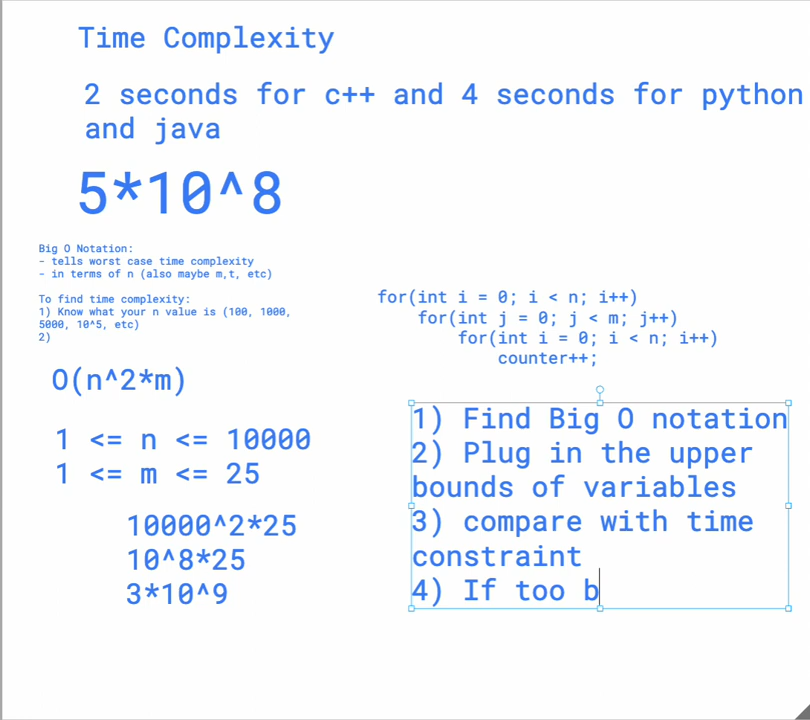 Time Complexity
2 seconds for c++ and 4 seconds for python
and java
5*10^8
Big O Notation:
- tells worst case time complexity
- in terms of n (also maybe m,t, etc)
To find time complexity:
1) Know what your n value is (100, 1000,
5000, 10^5, etc)
2)
O(n^2*m)
1 <= n <= 10000
1 <= m <= 25
10000^2*25
10^8*25
3*10^9
for(int i = 0; i < n; i++)
for(int j = 0; j < m; j++)
for(int i = 0; i < n; i++)
counter++;
1) Find Big O notation
2) Plug in the upper
bounds of variables
3) compare with time
constraint
4) If too b